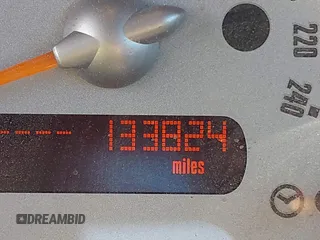 220
240
-- -- -- -- 133824
miles
DREAMBID